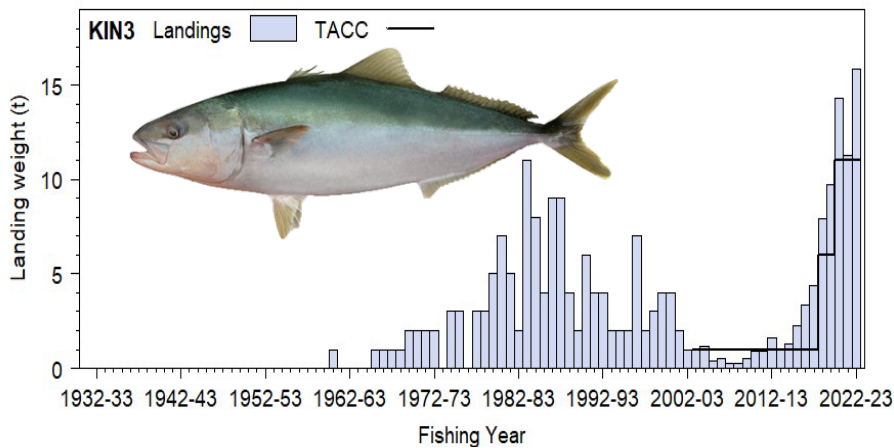 KIN3 Landings TACC
Landing weight (t)
15
10
5
0
1932-33 1942-43 1952-53 1962-63 1972-73 1982-83 1992-93 2002-03 2012-13 2022-23
Fishing Year